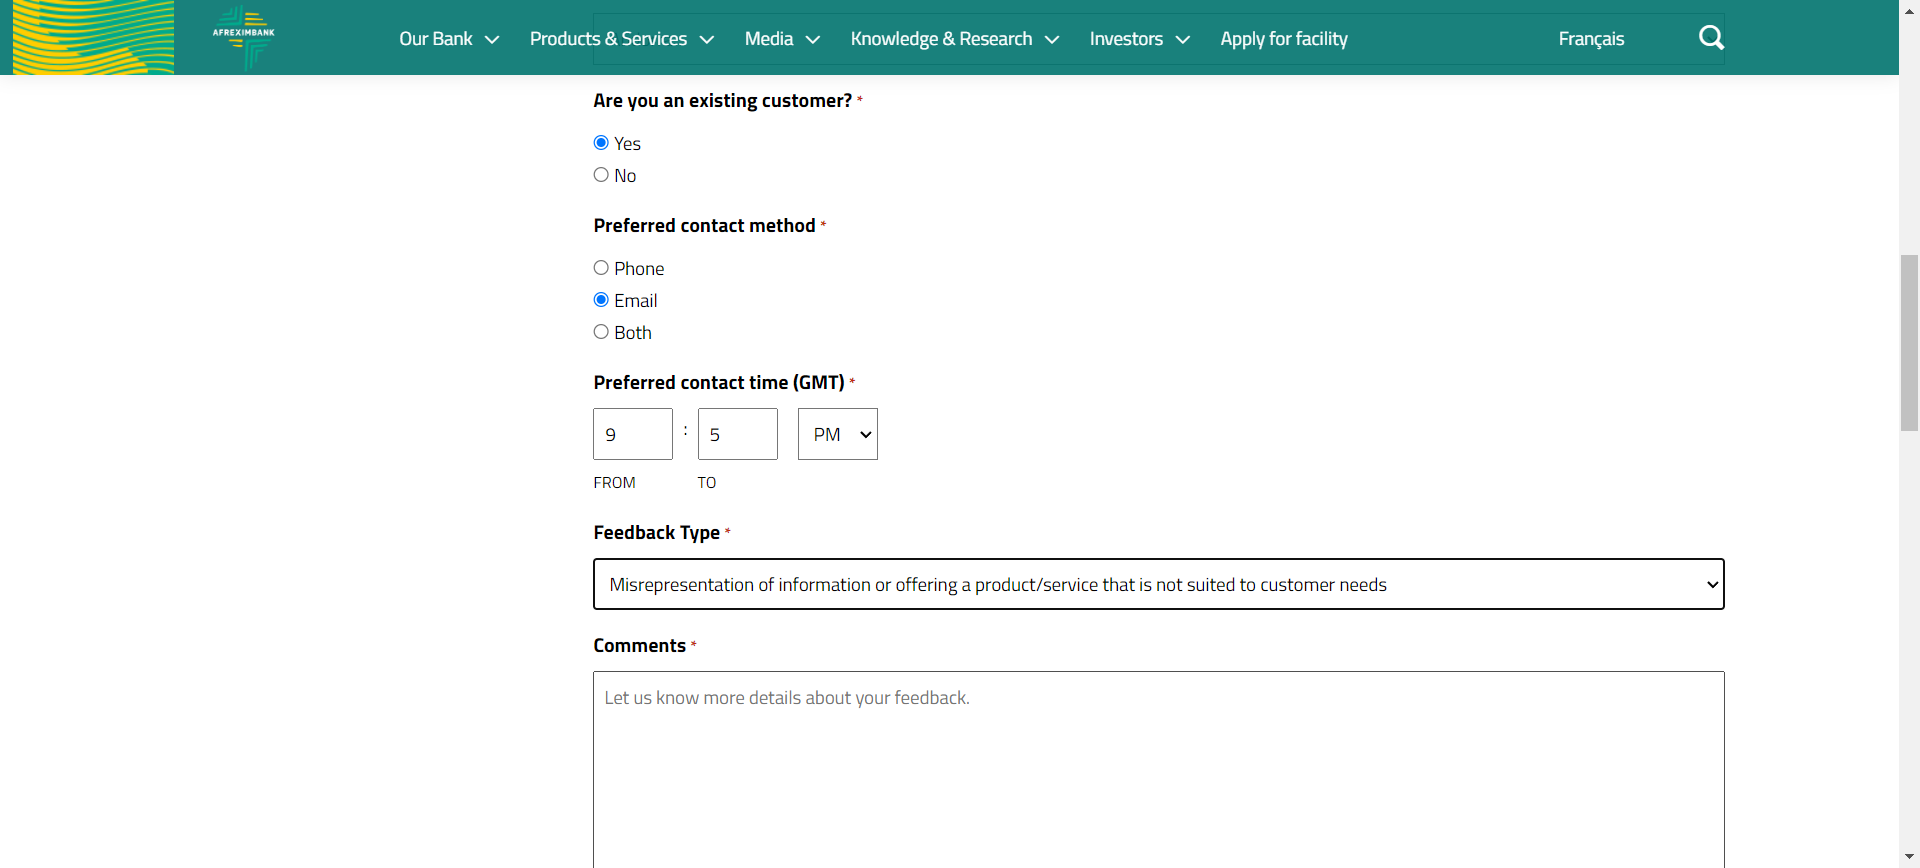 AFREXIMBANK
Our Bank Products & Services Media Knowledge & Research Investors Apply for facility Français
Are you an existing customer? *
Yes
No
Preferred contact method *
Phone
Email
Both
Preferred contact time (GMT) *
9 : 5 PM
FROM TO
Feedback Type *
Misrepresentation of information or offering a product/service that is not suited to customer needs
Comments *
Let us know more details about your feedback.